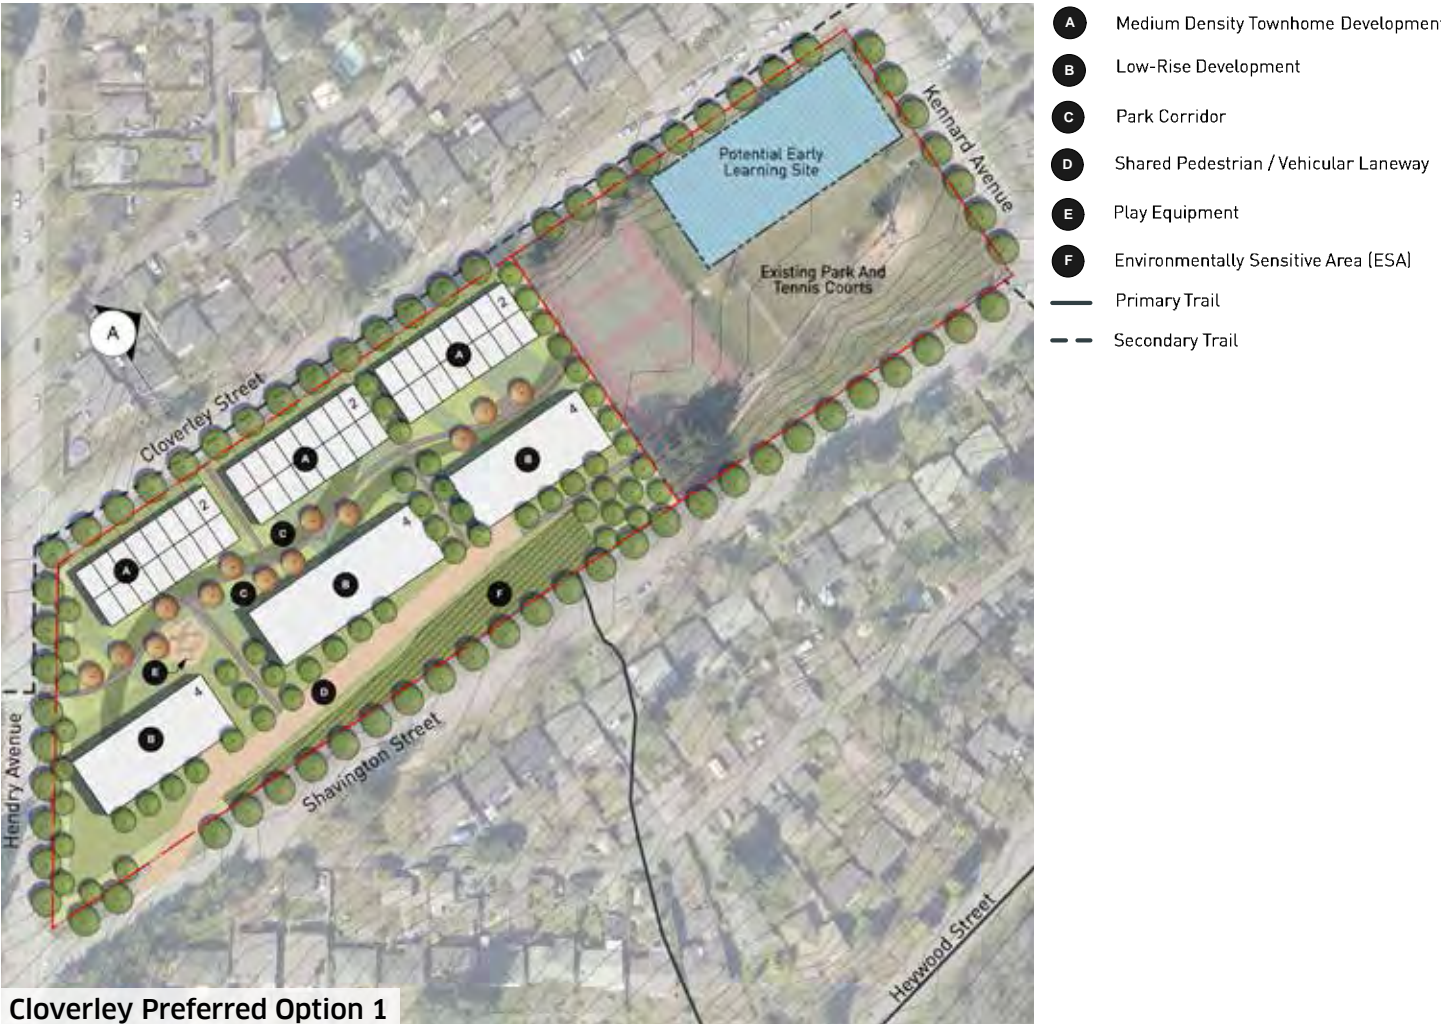 A Medium Density Townhome Developmen
B Low-Rise Development
C Park Corridor
D Shared Pedestrian / Vehicular Laneway
E Play Equipment
F Environmentally Sensitive Area (ESA)
Primary Trail
Secondary Trail
Kennard Avenue
Potential Early
Learning Site
Existing Park And
Tennis Courts
A
Cloverley Street
2
A
2
A
2
A
4
B
4
B
4
B
C
C
D
E
F
Hendry Avenue
Shavington Street
Heywood Street
Cloverley Preferred Option 1